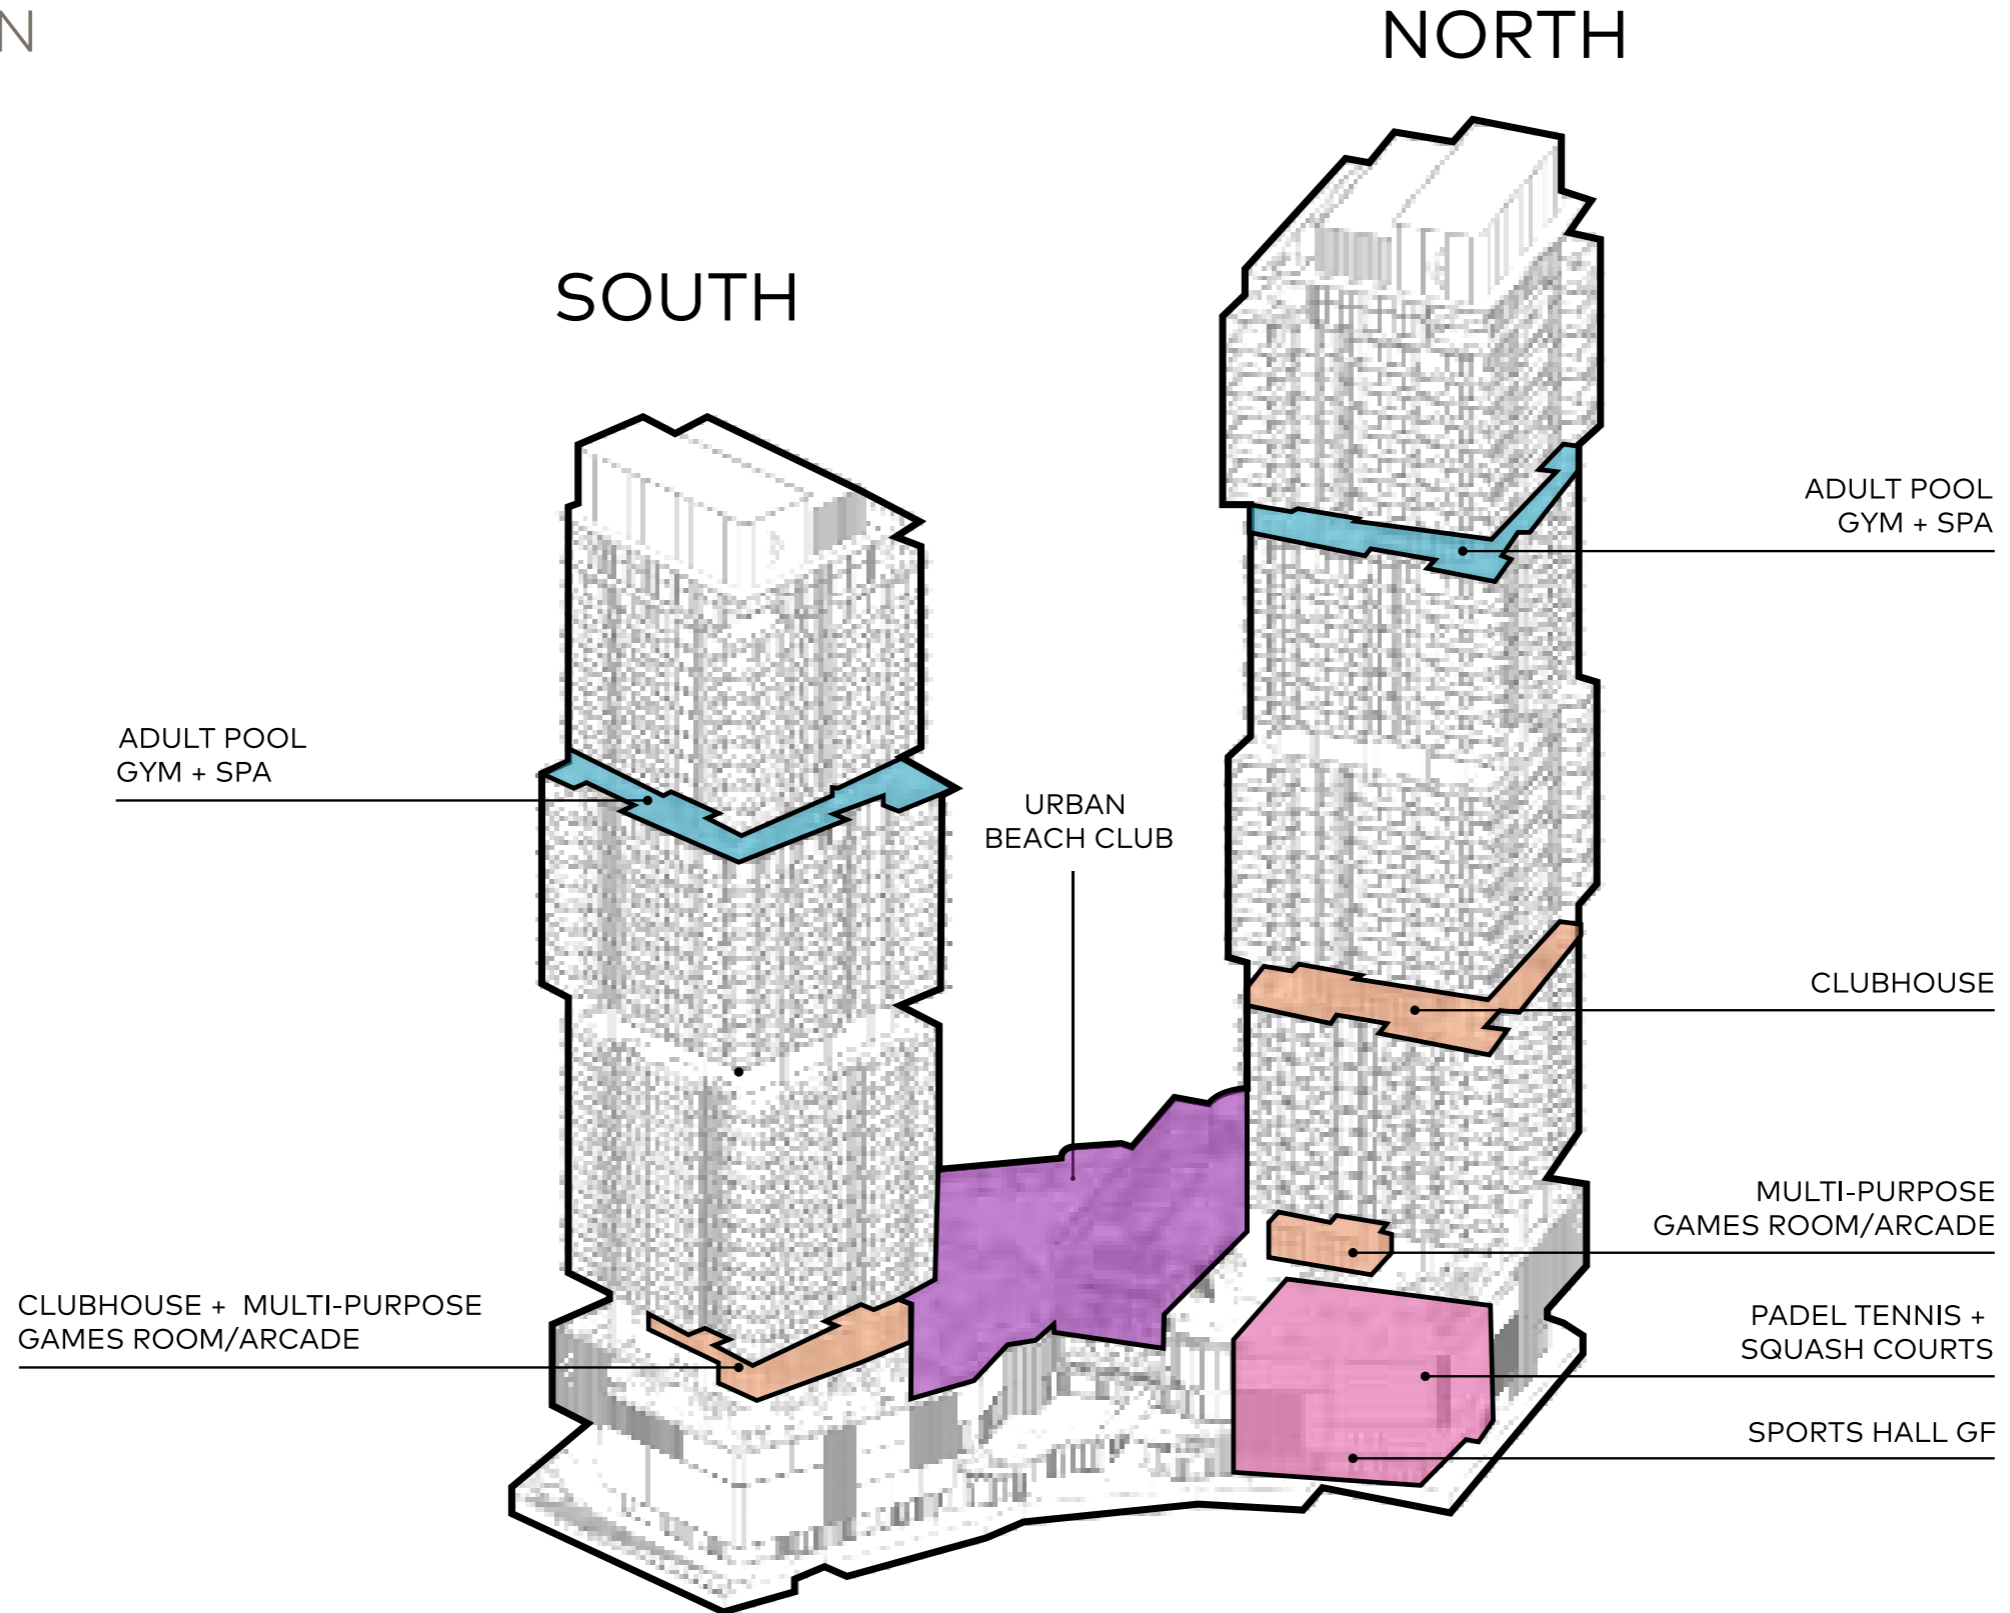 N
NORTH
SOUTH
ADULT POOL
GYM + SPA
ADULT POOL
GYM + SPA
URBAN
BEACH CLUB
CLUBHOUSE
MULTI-PURPOSE
GAMES ROOM/ARCADE
CLUBHOUSE + MULTI-PURPOSE
GAMES ROOM/ARCADE
PADEL TENNIS +
SQUASH COURTS
SPORTS HALL GF